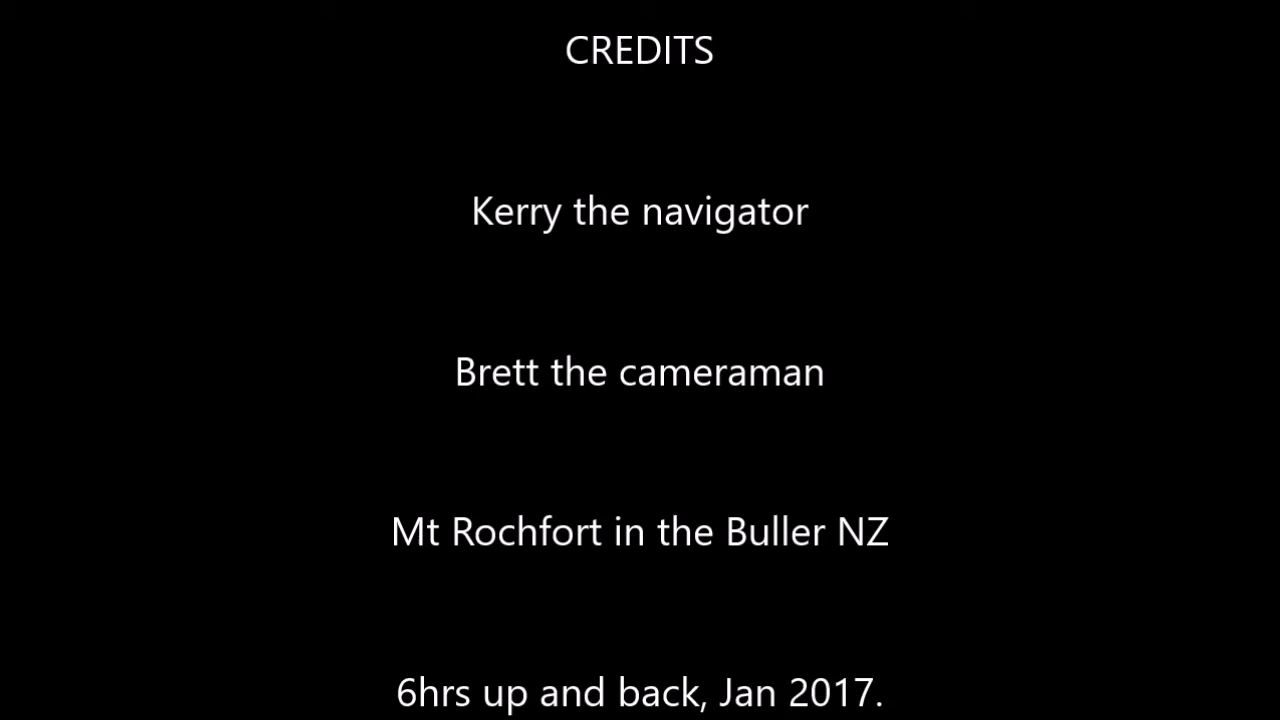 CREDITS
Kerry the navigator
Brett the cameraman
Mt Rochfort in the Buller NZ
6hrs up and back, Jan 2017.